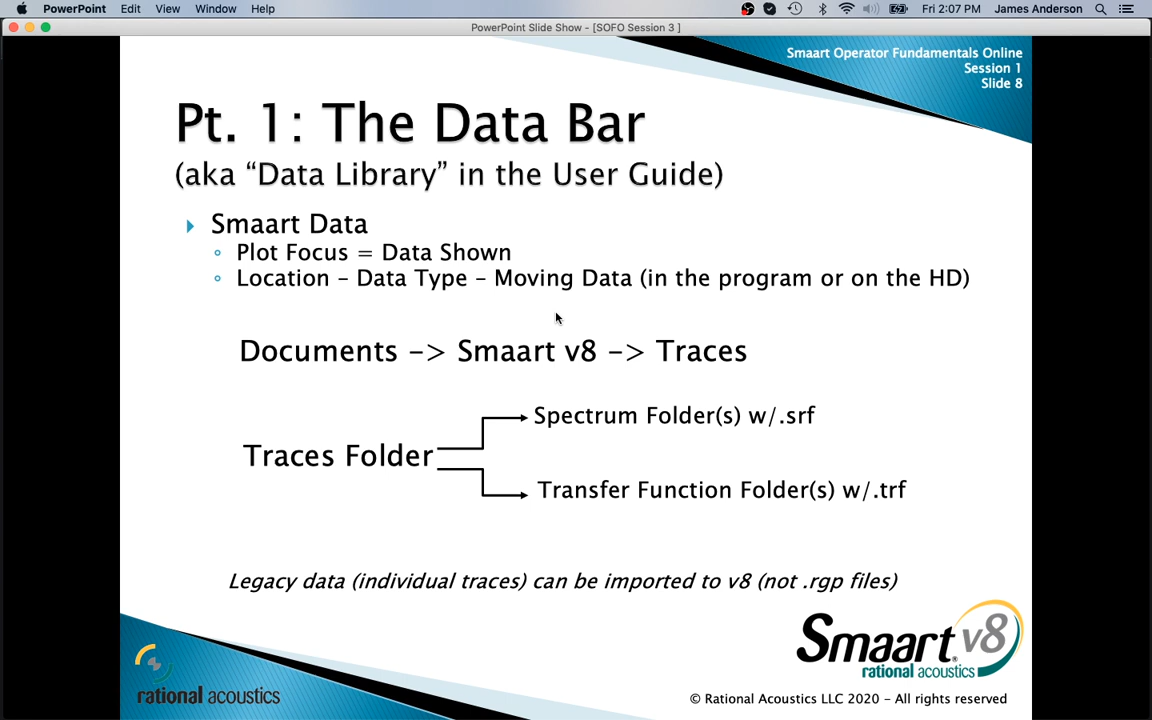 PowerPoint Edit View Window Help Fri 2:07 PM James Anderson
PowerPoint Slide Show - [SOFO Session 3 ]
Smaart Operator Fundamentals Online
Session 1
Slide 8
Pt. 1: The Data Bar
(aka “Data Library” in the User Guide)
Smaart Data
Plot Focus = Data Shown
Location – Data Type – Moving Data (in the program or on the HD)
Documents –> Smaart v8 –> Traces
Spectrum Folder(s) w/.srf
Traces Folder
Transfer Function Folder(s) w/.trf
Legacy data (individual traces) can be imported to v8 (not .rgp files)
Smaart® v8
rational acoustics
rational acoustics
© Rational Acoustics LLC 2020 – All rights reserved